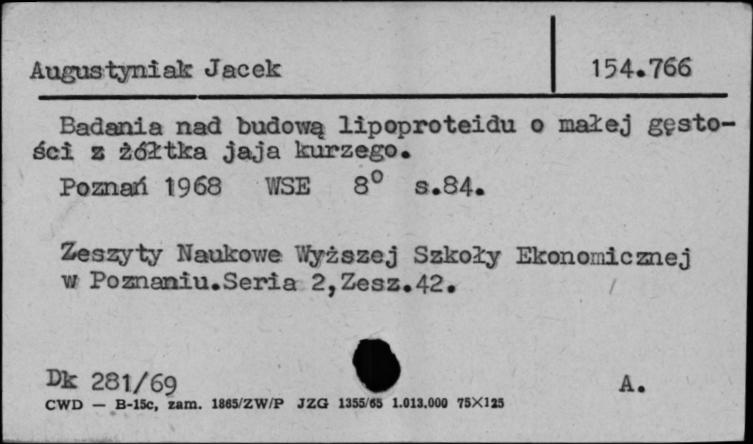 Augustyniak Jacek 154.766
Badania nad budową lipoproteidu o małej gęsto-
ści z żółtka jaja kurzego.
Poznań 1968 WSE 8° s.84.
Zeszyty Naukowe Wyższej Szkoły Ekonomicznej
w Poznaniu.Seria 2,Zesz.42.
Dk 281/69 A.
CWD — B-15c, zam. 1865/ZW/P JZG 1355/65 1.013.000 75X125